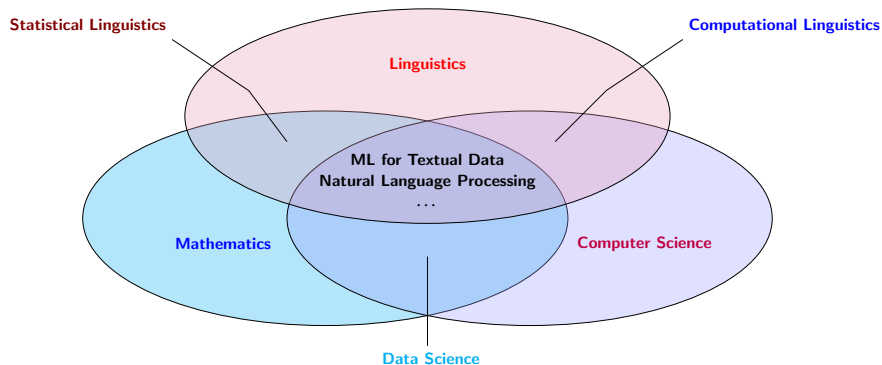 Statistical Linguistics
Computational Linguistics
Linguistics
ML for Textual Data
Natural Language Processing
...
Mathematics
Computer Science
Data Science